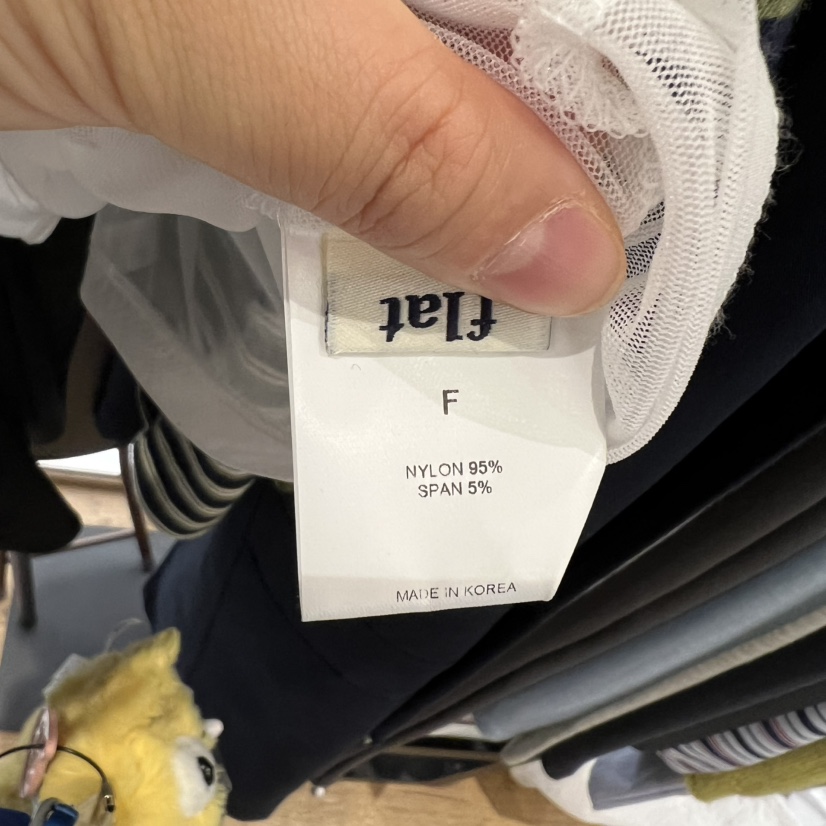 flat
F
NYLON 95%
SPAN 5%
MADE IN KOREA